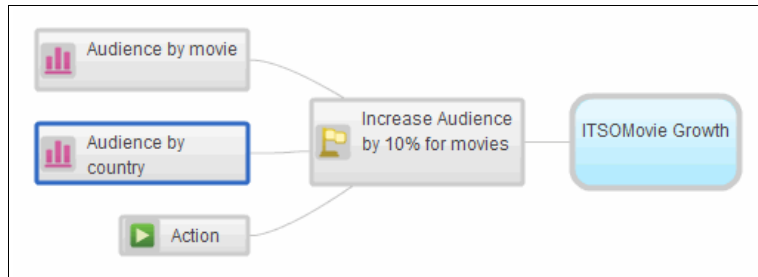 Audience by movie
Audience by
country
Action
Increase Audience
by 10% for movies
ITSOMovie Growth